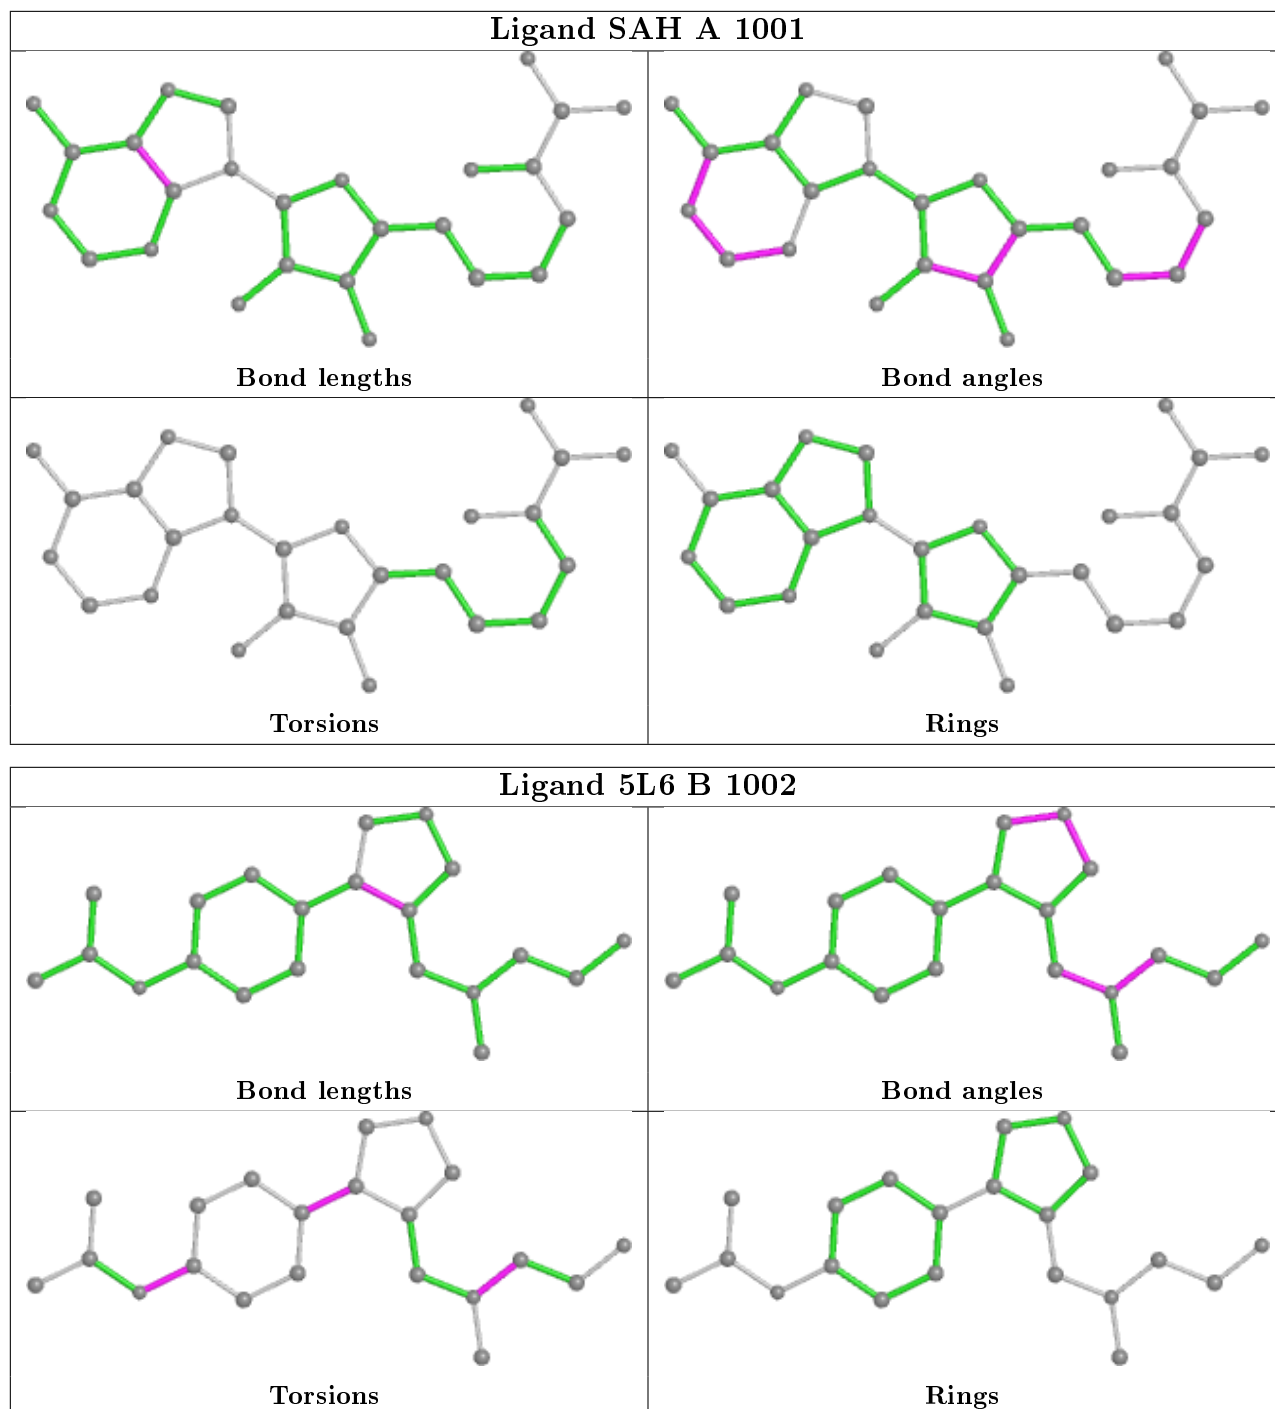 Ligand SAH A 1001
Bond lengths
Bond angles
Torsions
Rings
Ligand 5L6 B 1002
Bond lengths
Bond angles
Torsions
Rings